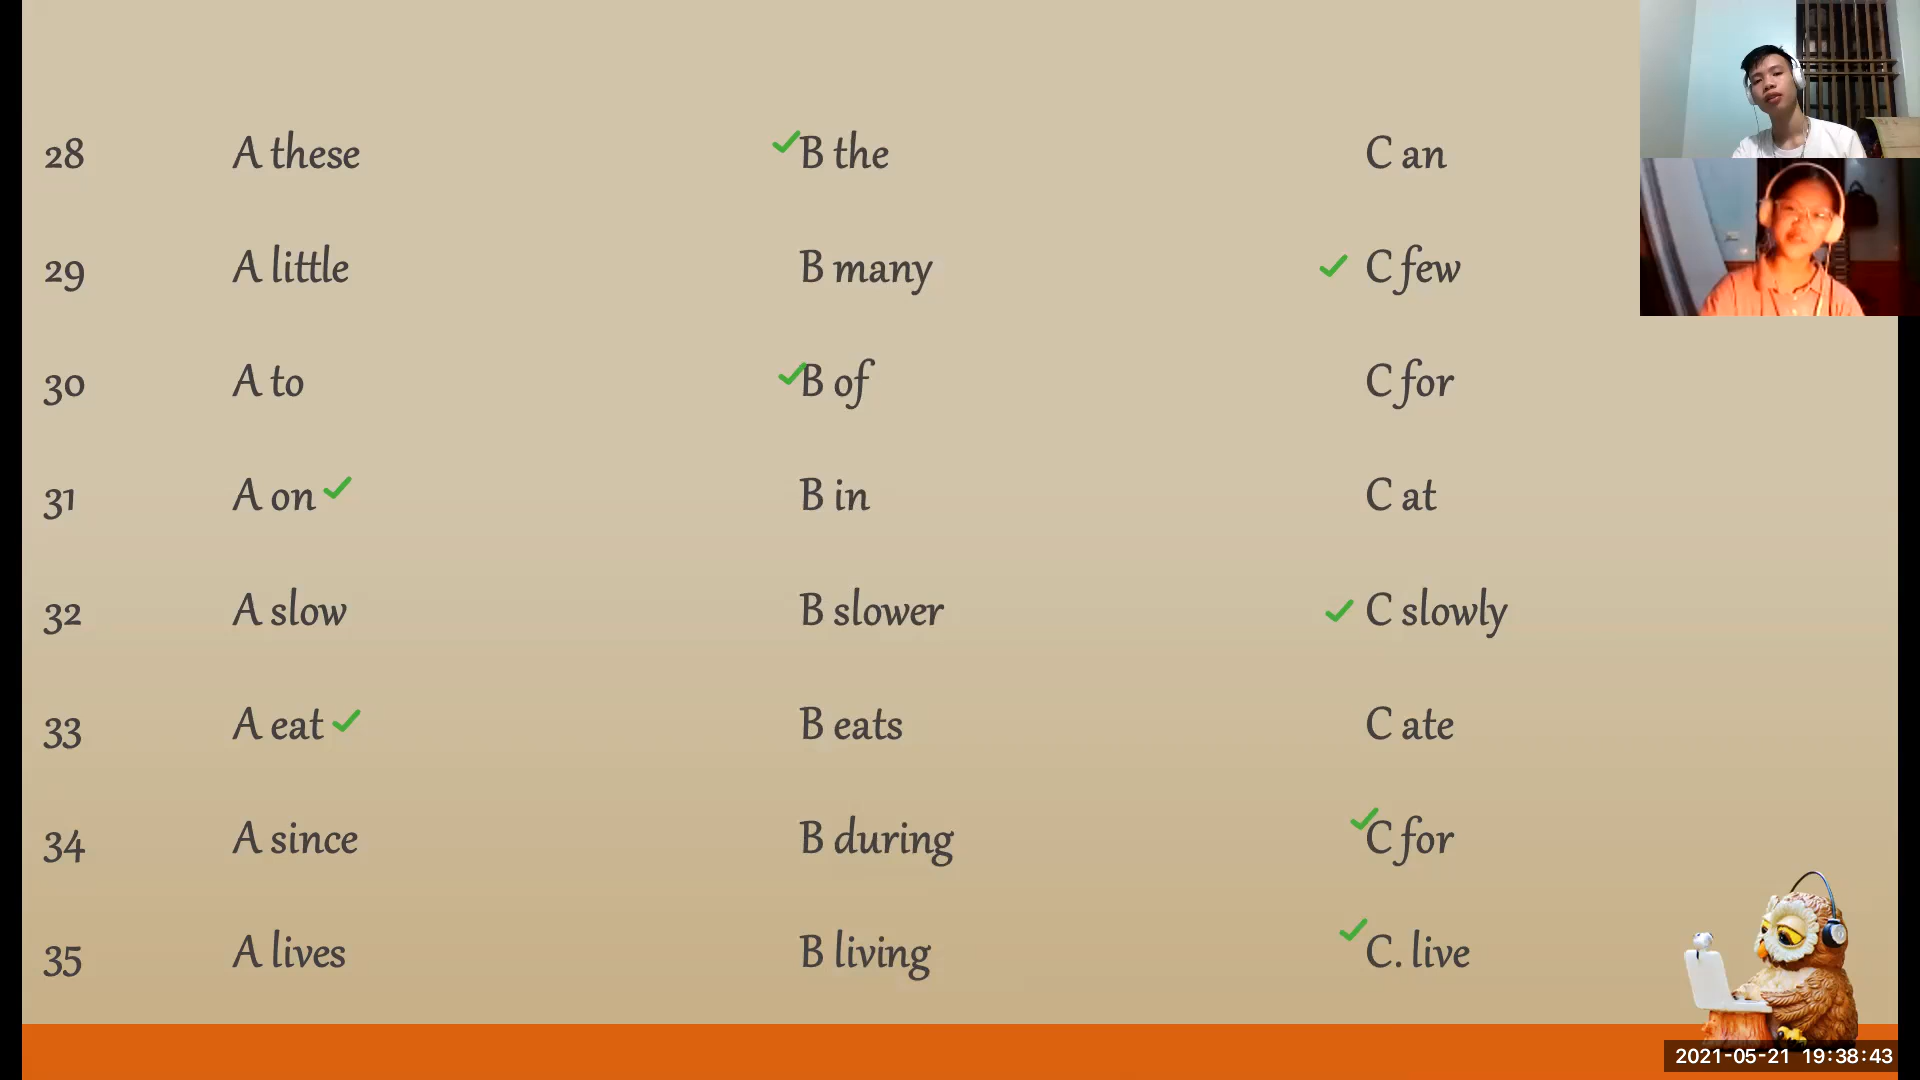 28 A these B the C an
29 A little B many C few
30 A to B of C for
31 A on B in C at
32 A slow B slower C slowly
33 A eat B eats C ate
34 A since B during C for
35 A lives B living C. live
2021-05-21 19:38:43